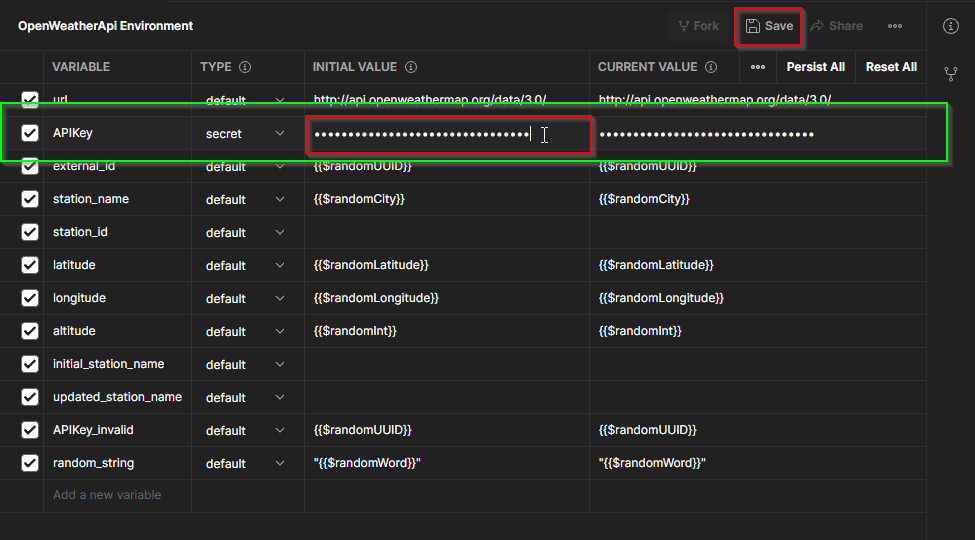 OpenWeatherApi Environment Fork Save Share
VARIABLE TYPE INITIAL VALUE CURRENT VALUE Persist All Reset All
url default http://api.openweathermap.org/data/3.0/ http://api.openweathermap.org/data/3.0/
APIKey secret •••••••••••••••••••••••••••••••• ••••••••••••••••••••••••••••••••
external_id default {{$randomUUID}} {{$randomUUID}}
station_name default {{$randomCity}} {{$randomCity}}
station_id default
latitude default {{$randomLatitude}} {{$randomLatitude}}
longitude default {{$randomLongitude}} {{$randomLongitude}}
altitude default {{$randomInt}} {{$randomInt}}
initial_station_name default
updated_station_name default
APIKey_invalid default {{$randomUUID}} {{$randomUUID}}
random_string default "{{$randomWord}}" "{{$randomWord}}"
Add a new variable